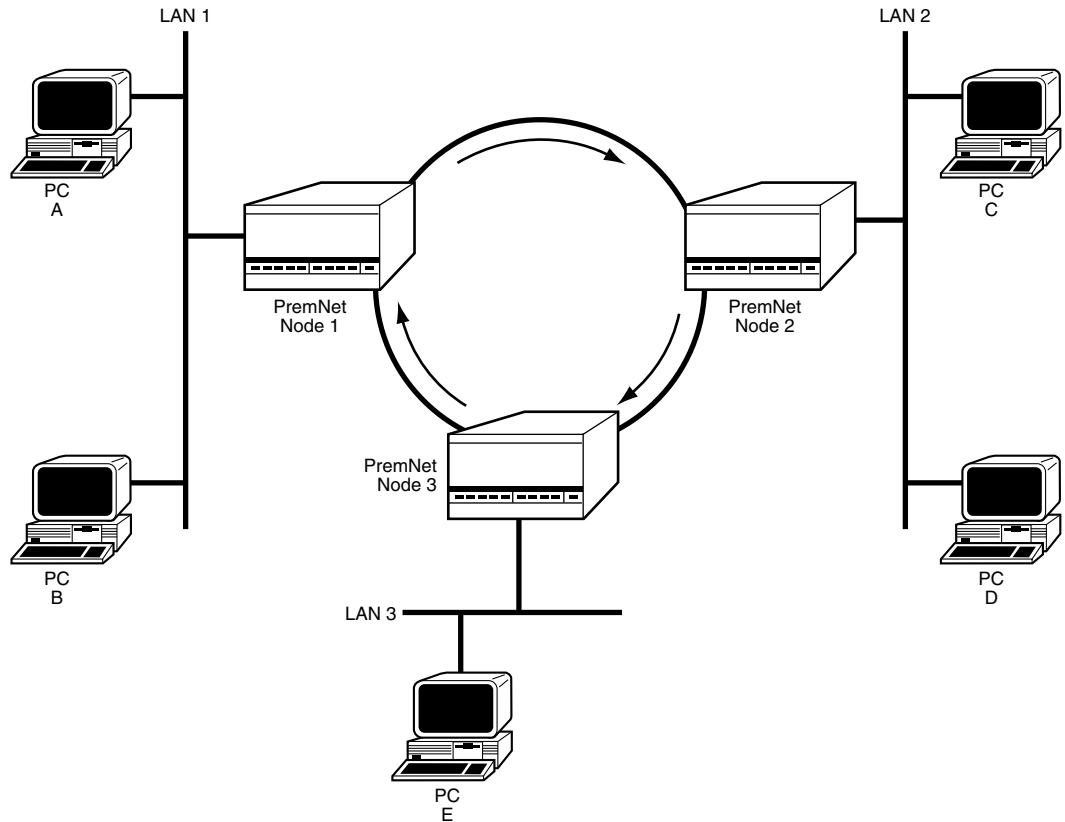 LAN 1
LAN 2
PC
A
PC
C
PremNet
Node 1
PremNet
Node 2
PremNet
Node 3
PC
B
PC
D
LAN 3
PC
E